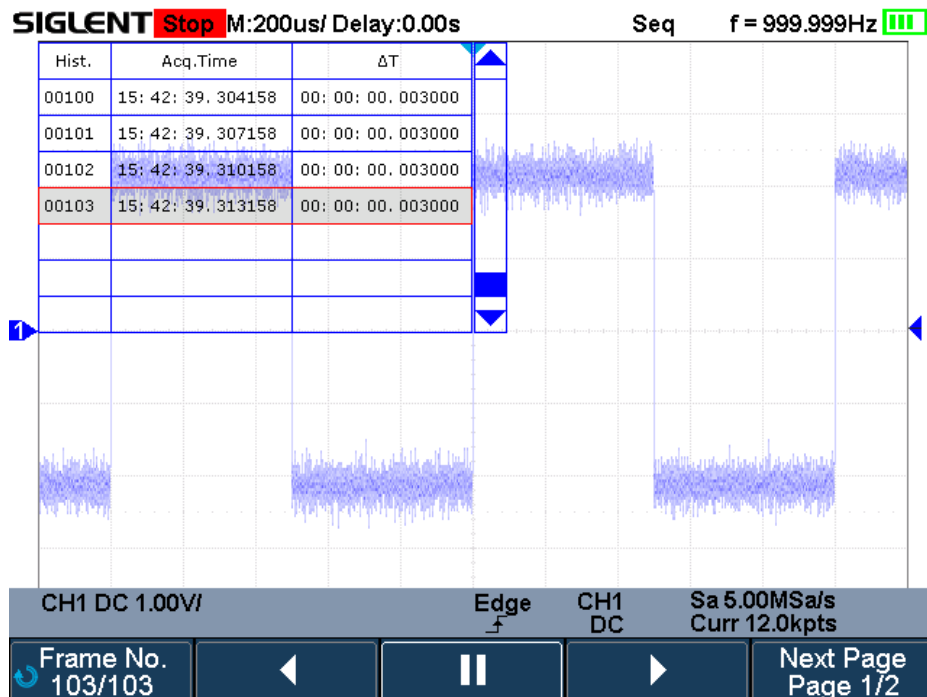 SIGLENT Stop M:200us/ Delay:0.00s Seq f = 999.999Hz
Hist. Acq.Time ΔT
00100 15: 42: 39. 304158 00: 00: 00. 003000
00101 15: 42: 39. 307158 00: 00: 00. 003000
00102 15: 42: 39. 310158 00: 00: 00. 003000
00103 15: 42: 39. 313158 00: 00: 00. 003000
1
CH1 DC 1.00V/ Edge CH1 Sa 5.00MSa/s
DC Curr 12.0kpts
Frame No. Next Page
103/103 Page 1/2